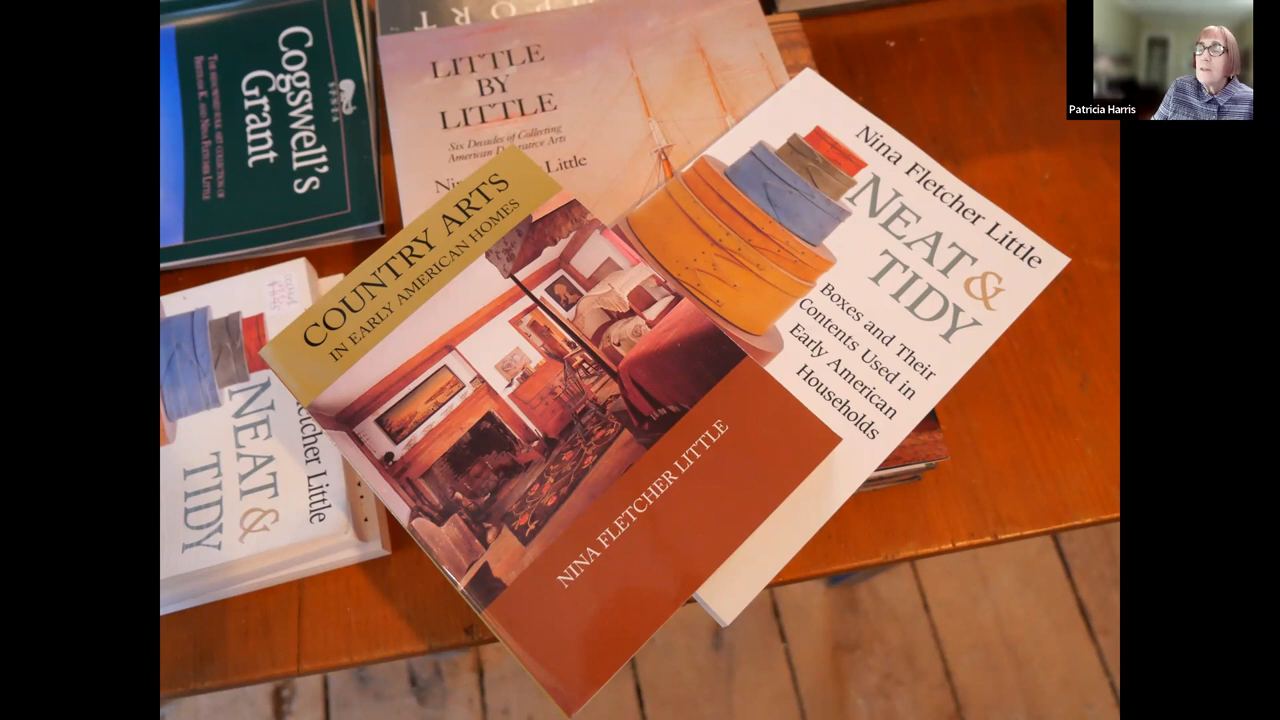 Cogswell's
Grant
PORT
LITTLE
BY
LITTLE
Six Decades of Collecting
American Decorative Arts
Little
Nina Fletcher Little
NEAT &
TIDY
Boxes and Their
Contents Used in
Early American
Households
COUNTRY ARTS
IN EARLY AMERICAN HOMES
NINA FLETCHER LITTLE
Little
NEAT &
TIDY
Patricia Harris